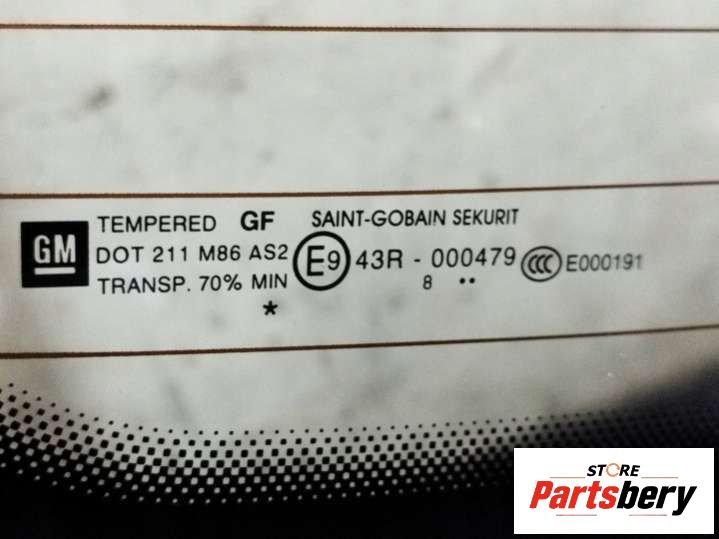 GM
TEMPERED GF SAINT-GOBAIN SEKURIT
DOT 211 M86 AS2 E9 43R - 000479 CCC E000191
TRANSP. 70% MIN 8 ••
*
STORE
Partsbery